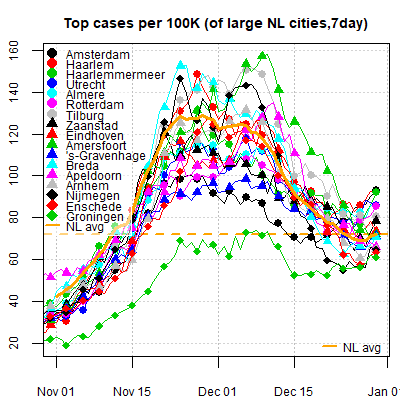 Top cases per 100K (of large NL cities,7day)
160
140
120
100
80
60
40
20
Amsterdam
Haarlem
Haarlemmermeer
Utrecht
Almere
Rotterdam
Tilburg
Zaanstad
Eindhoven
Amersfoort
's-Gravenhage
Breda
Apeldoorn
Arnhem
Nijmegen
Enschede
Groningen
NL avg
NL avg
Nov 01 Nov 15 Dec 01 Dec 15 Jan 01